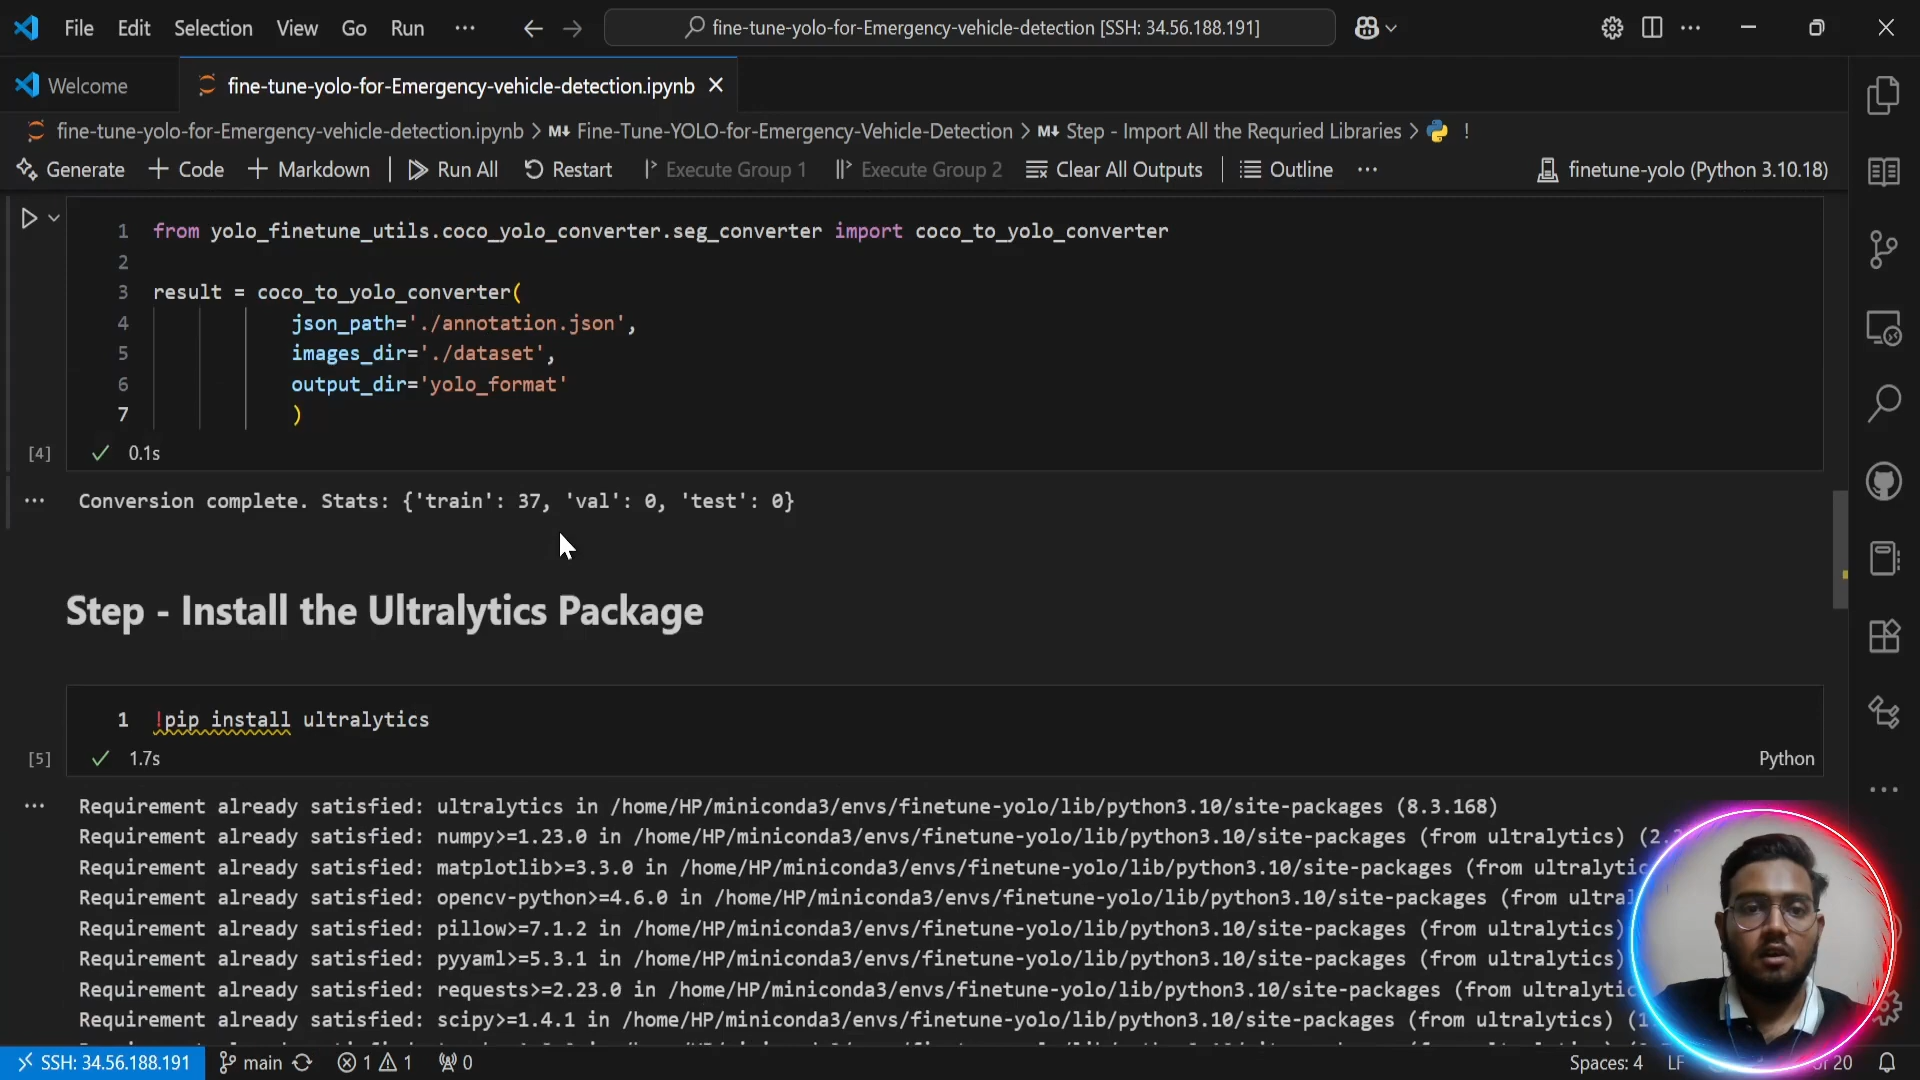 File Edit Selection View Go Run ···
fine-tune-yolo-for-Emergency-vehicle-detection [SSH: 34.56.188.191]
Welcome
fine-tune-yolo-for-Emergency-vehicle-detection.ipynb
fine-tune-yolo-for-Emergency-vehicle-detection.ipynb > M↓ Fine-Tune-YOLO-for-Emergency-Vehicle-Detection > M↓ Step - Import All the Requried Libraries > !
Generate + Code + Markdown | Run All Restart Execute Group 1 Execute Group 2 Clear All Outputs | Outline ··· finetune-yolo (Python 3.10.18)
1 from yolo_finetune_utils.coco_yolo_converter.seg_converter import coco_to_yolo_converter
2
3 result = coco_to_yolo_converter(
4 json_path='./annotation.json',
5 images_dir='./dataset',
6 output_dir='yolo_format'
7 )
[4] ✓ 0.1s
··· Conversion complete. Stats: {'train': 37, 'val': 0, 'test': 0}
Step - Install the Ultralytics Package
1 !pip install ultralytics
[5] ✓ 1.7s Python
··· Requirement already satisfied: ultralytics in /home/HP/miniconda3/envs/finetune-yolo/lib/python3.10/site-packages (8.3.168)
Requirement already satisfied: numpy>=1.23.0 in /home/HP/miniconda3/envs/finetune-yolo/lib/python3.10/site-packages (from ultralytics) (2.
Requirement already satisfied: matplotlib>=3.3.0 in /home/HP/miniconda3/envs/finetune-yolo/lib/python3.10/site-packages (from ultralytic
Requirement already satisfied: opencv-python>=4.6.0 in /home/HP/miniconda3/envs/finetune-yolo/lib/python3.10/site-packages (from ultral
Requirement already satisfied: pillow>=7.1.2 in /home/HP/miniconda3/envs/finetune-yolo/lib/python3.10/site-packages (from ultralytics)
Requirement already satisfied: pyyaml>=5.3.1 in /home/HP/miniconda3/envs/finetune-yolo/lib/python3.10/site-packages (from ultralytics)
Requirement already satisfied: requests>=2.23.0 in /home/HP/miniconda3/envs/finetune-yolo/lib/python3.10/site-packages (from ultralytic
Requirement already satisfied: scipy>=1.4.1 in /home/HP/miniconda3/envs/finetune-yolo/lib/python3.10/site-packages (from ultralytics) (1
SSH: 34.56.188.191 main 1 1 0 Spaces: 4 LF of 20